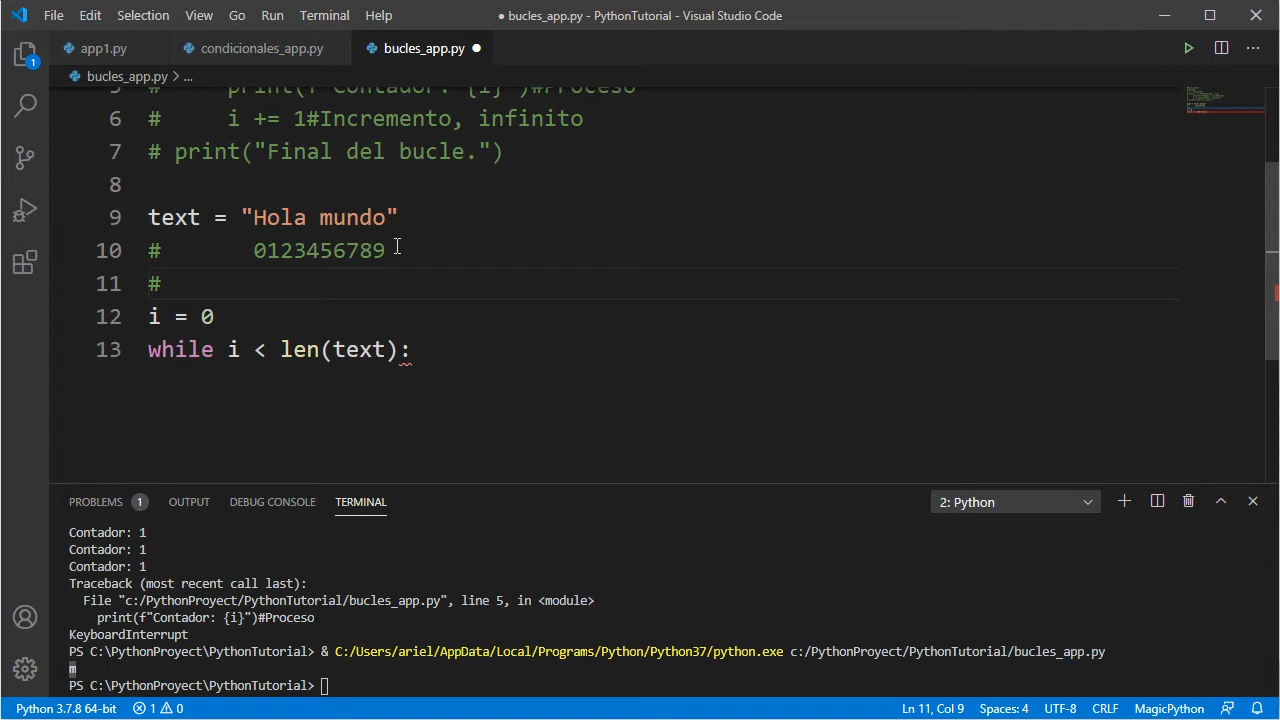 File Edit Selection View Go Run Terminal Help ● bucles_app.py - PythonTutorial - Visual Studio Code
app1.py condicionales_app.py bucles_app.py ●
bucles_app.py > ...
5 # print(f"Contador: {i}")#Proceso
6 # i += 1#Incremento, infinito
7 # print("Final del bucle.")
8
9 text = "Hola mundo"
10 # 0123456789
11 #
12 i = 0
13 while i < len(text):
PROBLEMS 1 OUTPUT DEBUG CONSOLE TERMINAL 2: Python
Contador: 1
Contador: 1
Contador: 1
Traceback (most recent call last):
File "c:/PythonProyect/PythonTutorial/bucles_app.py", line 5, in <module>
print(f"Contador: {i}")#Proceso
KeyboardInterrupt
PS C:\PythonProyect\PythonTutorial> & C:/Users/ariel/AppData/Local/Programs/Python/Python37/python.exe c:/PythonProyect/PythonTutorial/bucles_app.py
m
PS C:\PythonProyect\PythonTutorial>
Python 3.7.8 64-bit 1 0 Ln 11, Col 9 Spaces: 4 UTF-8 CRLF MagicPython